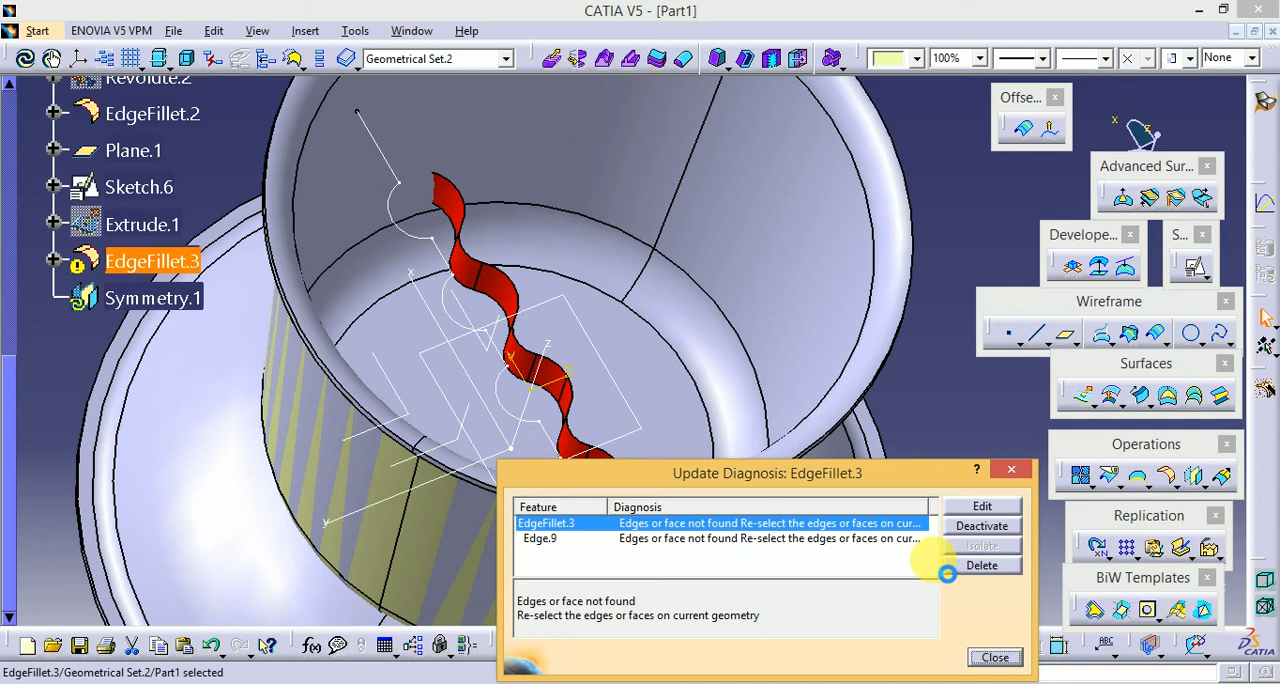 CATIA V5 - [Part1]
Start ENOVIA V5 VPM File Edit View Insert Tools Window Help
Geometrical Set.2 100% None
Revolute.2
EdgeFillet.2
Plane.1
Sketch.6
Extrude.1
EdgeFillet.3
Symmetry.1
Offse...
Advanced Sur...
Develope... S...
Wireframe
Surfaces
Operations
Replication
BiW Templates
x
z
x
z
y
y
Update Diagnosis: EdgeFillet.3 ?
Feature Diagnosis
EdgeFillet.3 Edges or face not found Re-select the edges or faces on cur...
Edge.9 Edges or face not found Re-select the edges or faces on cur...
Edit
Deactivate
Isolate
Delete
Edges or face not found
Re-select the edges or faces on current geometry
Close
f(x)
ABC
CATIA
EdgeFillet.3/Geometrical Set.2/Part1 selected